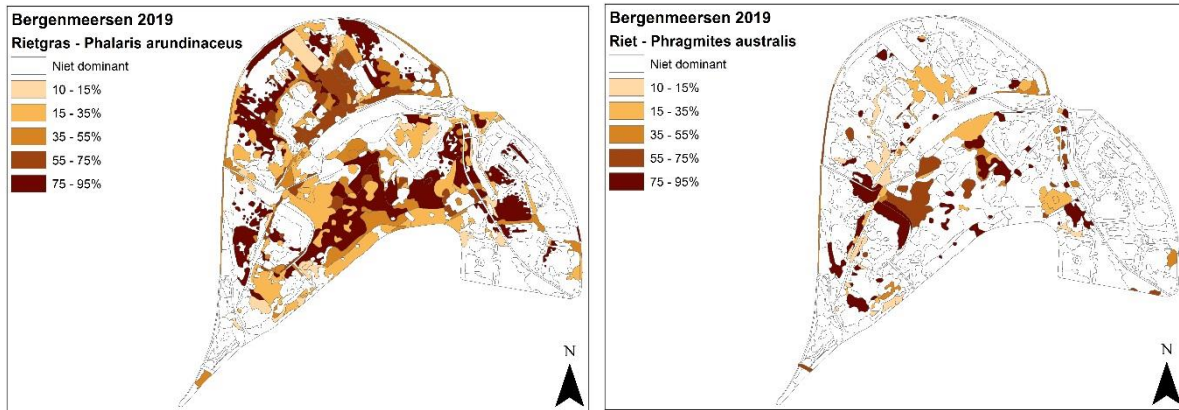 Bergenmeersen 2019
Rietgras - Phalaris arundinaceus
Niet dominant
10 - 15%
15 - 35%
35 - 55%
55 - 75%
75 - 95%
N
Bergenmeersen 2019
Riet - Phragmites australis
Niet dominant
10 - 15%
15 - 35%
35 - 55%
55 - 75%
75 - 95%
N